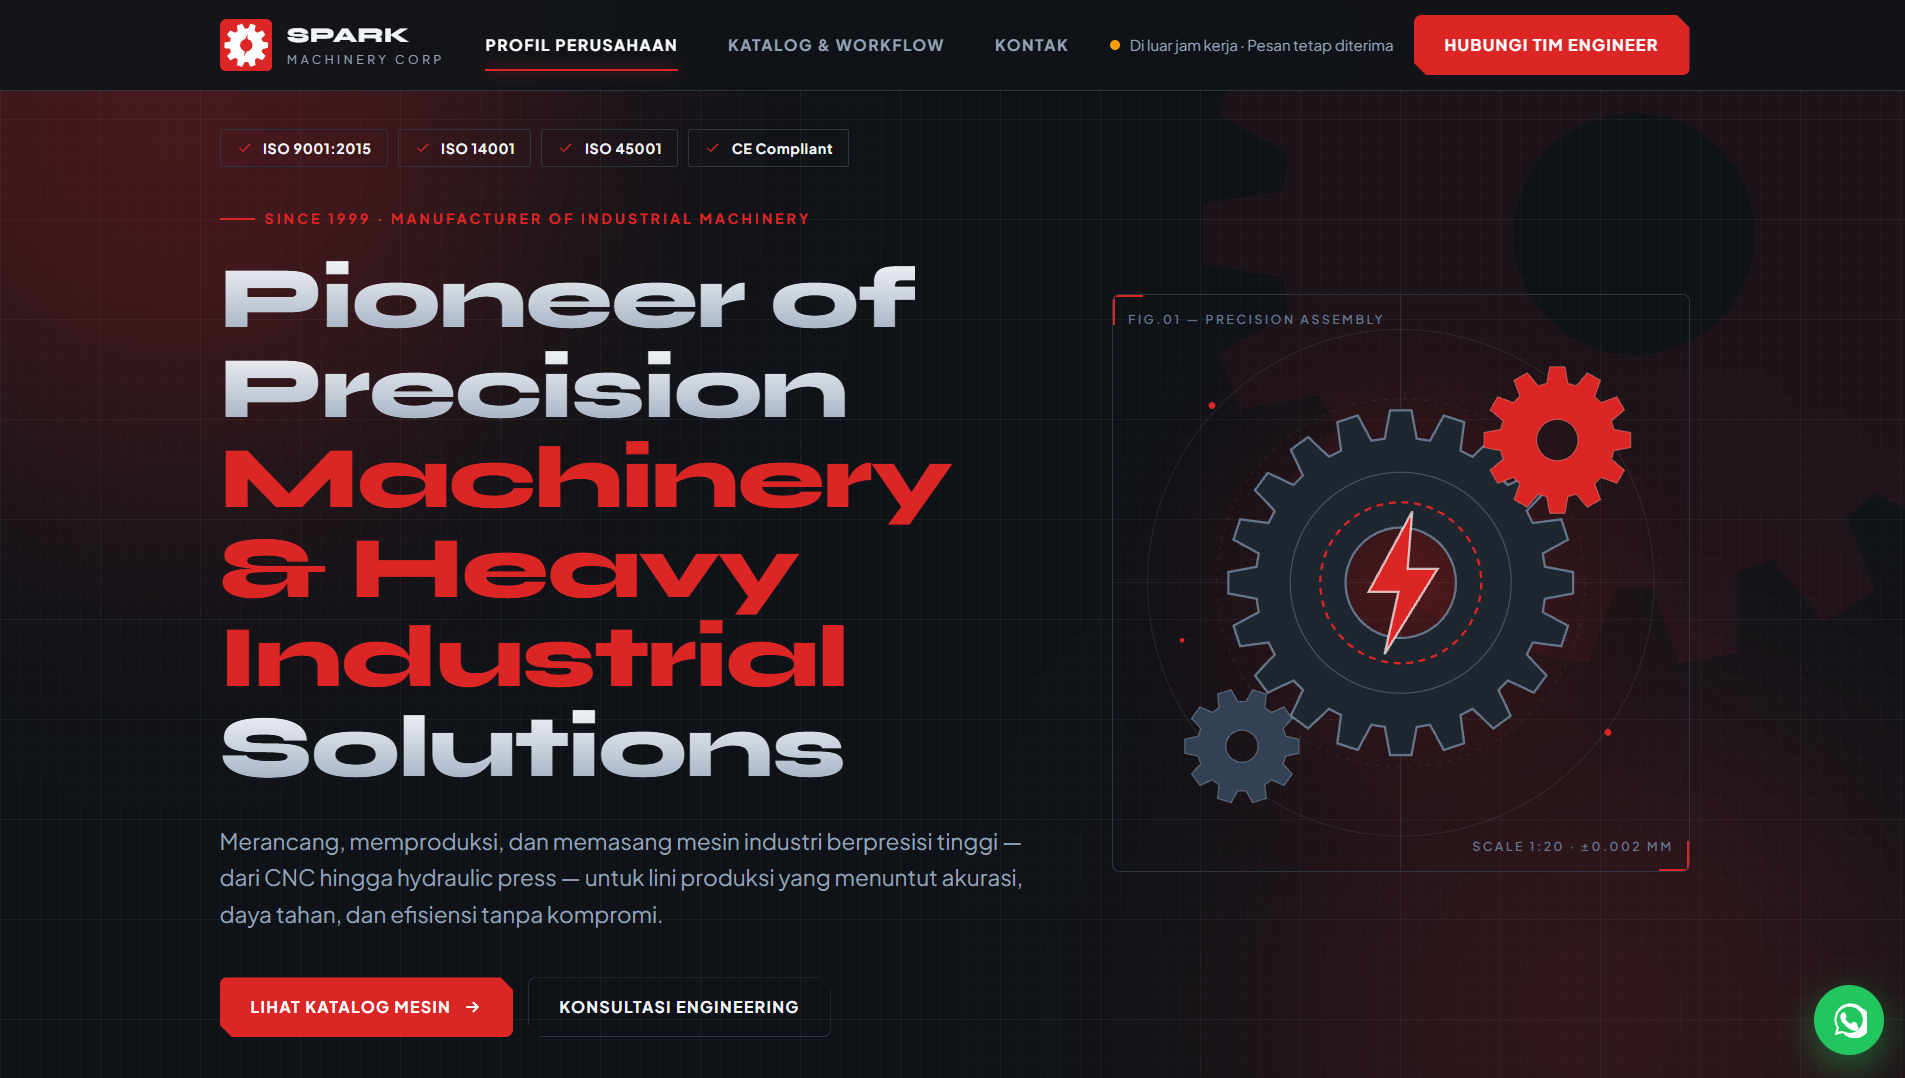 SPARK
MACHINERY CORP
PROFIL PERUSAHAAN
KATALOG & WORKFLOW
KONTAK
Di luar jam kerja · Pesan tetap diterima
HUBUNGI TIM ENGINEER
ISO 9001:2015
ISO 14001
ISO 45001
CE Compliant
SINCE 1999 · MANUFACTURER OF INDUSTRIAL MACHINERY
Pioneer of
Precision
Machinery
& Heavy
Industrial
Solutions
Merancang, memproduksi, dan memasang mesin industri berpresisi tinggi —
dari CNC hingga hydraulic press — untuk lini produksi yang menuntut akurasi,
daya tahan, dan efisiensi tanpa kompromi.
LIHAT KATALOG MESIN →
KONSULTASI ENGINEERING
FIG.01 — PRECISION ASSEMBLY
SCALE 1:20 · ±0.002 MM